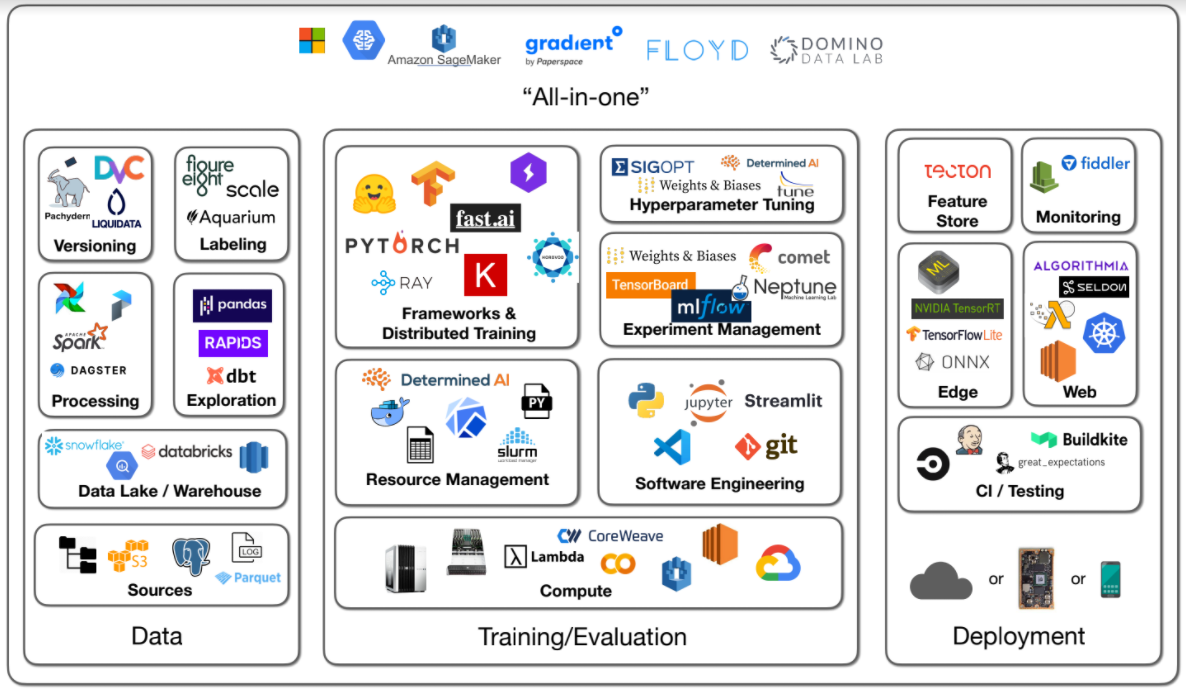 Amazon SageMaker
gradient
by Paperspace
FLOYD
DOMINO
DATA LAB
“All-in-one”
DVC
Pachyderm
LIQUIDATA
Versioning
figure
eight
scale
Aquarium
Labeling
APACHE
Spark
DAGSTER
Processing
pandas
RAPIDS
dbt
Exploration
snowflake
databricks
Data Lake / Warehouse
S3
LOG
Parquet
Sources
Data
fast.ai
PYTORCH
HOROVOD
RAY
K
Frameworks &
Distributed Training
SIGOPT
Determined AI
Weights & Biases
tune
Hyperparameter Tuning
Weights & Biases
comet
TensorBoard
Neptune
Machine Learning Lab
mlflow
Experiment Management
Determined AI
PY
slurm
workload manager
Resource Management
jupyter
Streamlit
git
Software Engineering
CoreWeave
Lambda
Compute
Training/Evaluation
TECTON
Feature
Store
fiddler
Monitoring
ML
NVIDIA TensorRT
TensorFlow Lite
ONNX
Edge
ALGORITHMIA
SELDON
Web
Buildkite
great_expectations
CI / Testing
or
or
Deployment